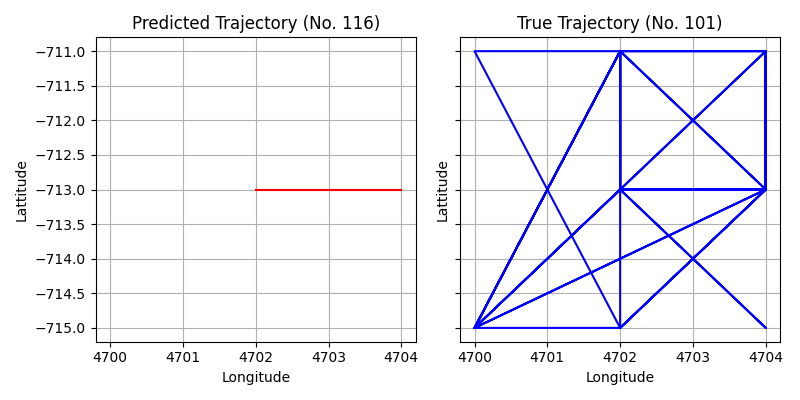 Predicted Trajectory (No. 116)
True Trajectory (No. 101)
−711.0
−711.5
−712.0
−712.5
−713.0
−713.5
−714.0
−714.5
−715.0
Lattitude
Lattitude
4700 4701 4702 4703 4704
4700 4701 4702 4703 4704
Longitude
Longitude